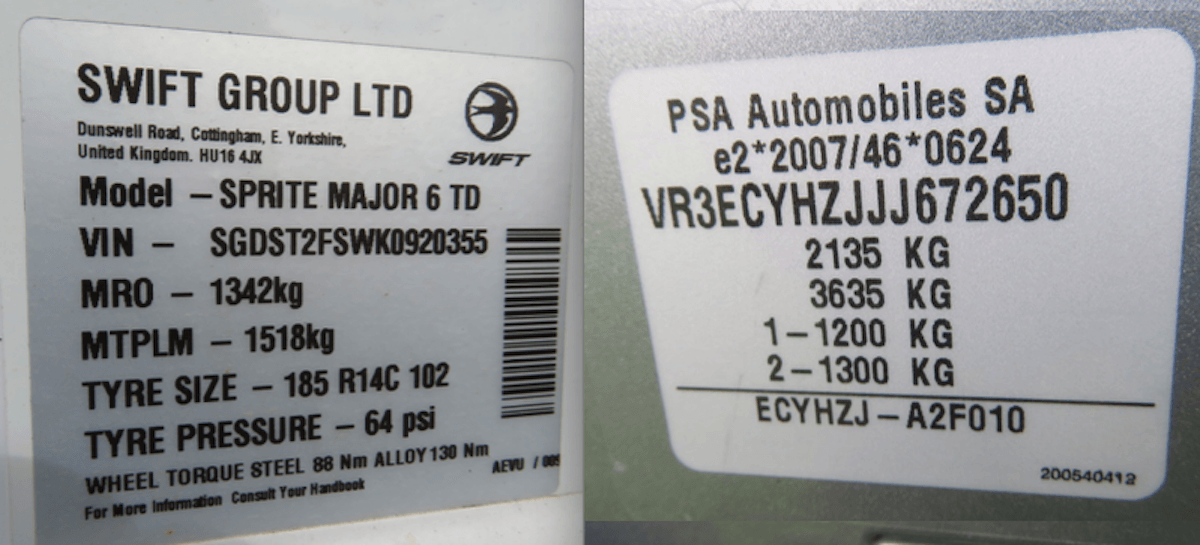 SWIFT GROUP LTD
Dunswell Road, Cottingham, E. Yorkshire,
United Kingdom. HU16 4JX
SWIFT
Model – SPRITE MAJOR 6 TD
VIN – SGDST2FSWK0920355
MRO – 1342kg
MTPLM – 1518kg
TYRE SIZE – 185 R14C 102
TYRE PRESSURE – 64 psi
WHEEL TORQUE STEEL 88 Nm ALLOY 130 Nm
AEVU /
For More Information Consult Your Handbook
PSA Automobiles SA
e2*2007/46*0624
VR3ECYHZJJJ672650
2135 KG
3635 KG
1–1200 KG
2–1300 KG
ECYHZJ–A2F010
200540412